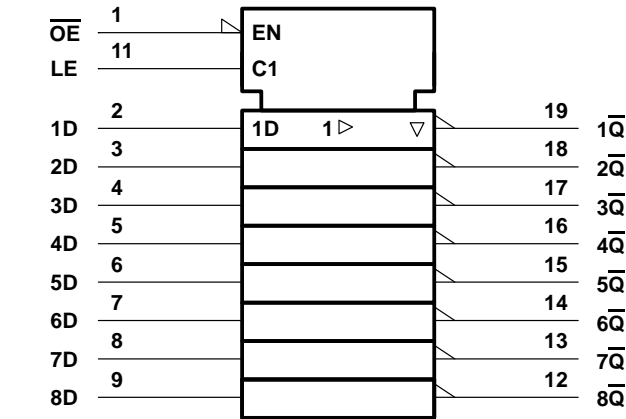 O̅E̅ 1 EN
LE 11 C1
1D 2 1D 1 ▷ ▽ 19 1Q̅
2D 3 18 2Q̅
3D 4 17 3Q̅
4D 5 16 4Q̅
5D 6 15 5Q̅
6D 7 14 6Q̅
7D 8 13 7Q̅
8D 9 12 8Q̅